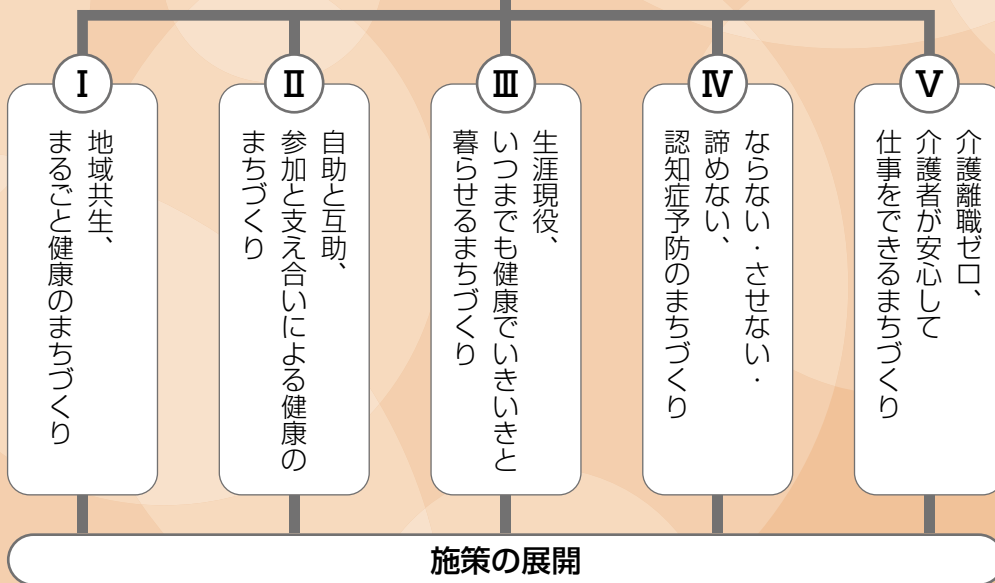 Ⅰ
地域共生、
まるごと健康のまちづくり
Ⅱ
自助と互助、
参加と支え合いによる健康の
まちづくり
Ⅲ
生涯現役、
いつまでも健康でいきいきと
暮らせるまちづくり
Ⅳ
ならない・させない・
諦めない、
認知症予防のまちづくり
Ⅴ
介護離職ゼロ、
介護者が安心して
仕事をできるまちづくり
施策の展開